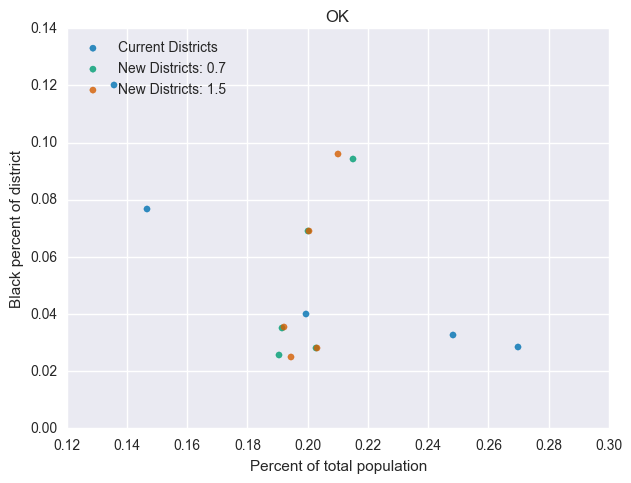 OK
0.14
0.12
0.10
0.08
0.06
0.04
0.02
0.00
Black percent of district
Current Districts
New Districts: 0.7
New Districts: 1.5
0.12 0.14 0.16 0.18 0.20 0.22 0.24 0.26 0.28 0.30
Percent of total population